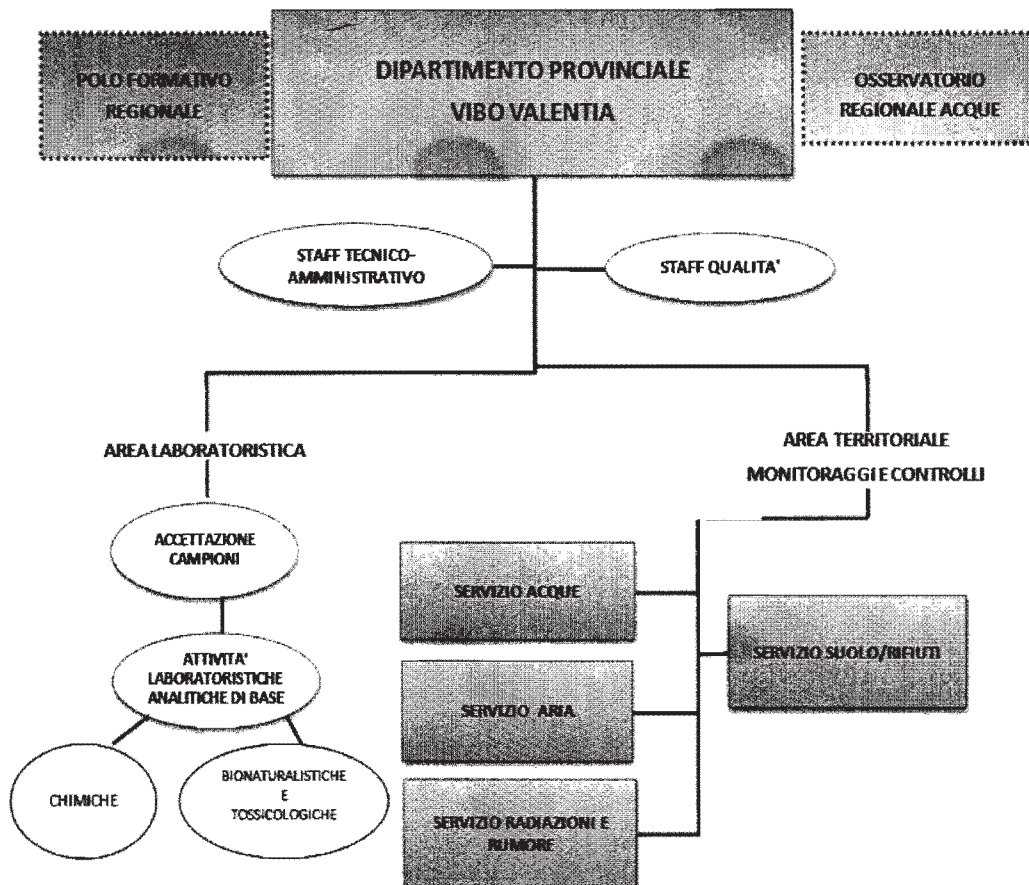 POLO FORMATIVO
REGIONALE
DIPARTIMENTO PROVINCIALE
VIBO VALENTIA
OSSERVATORIO
REGIONALE ACQUE
STAFF TECNICO-
AMMINISTRATIVO
STAFF QUALITA'
AREA LABORATORISTICA
AREA TERRITORIALE
MONITORAGGI E CONTROLLI
ACCETTAZIONE
CAMPIONI
ATTIVITA'
LABORATORISTICHE
ANALITICHE DI BASE
CHIMICHE
BIONATURALISTICHE
E
TOSSICOLOGICHE
SERVIZIO ACQUE
SERVIZIO SUOLO/RIFIUTI
SERVIZIO ARIA
SERVIZIO RADIAZIONI E
RUMORE